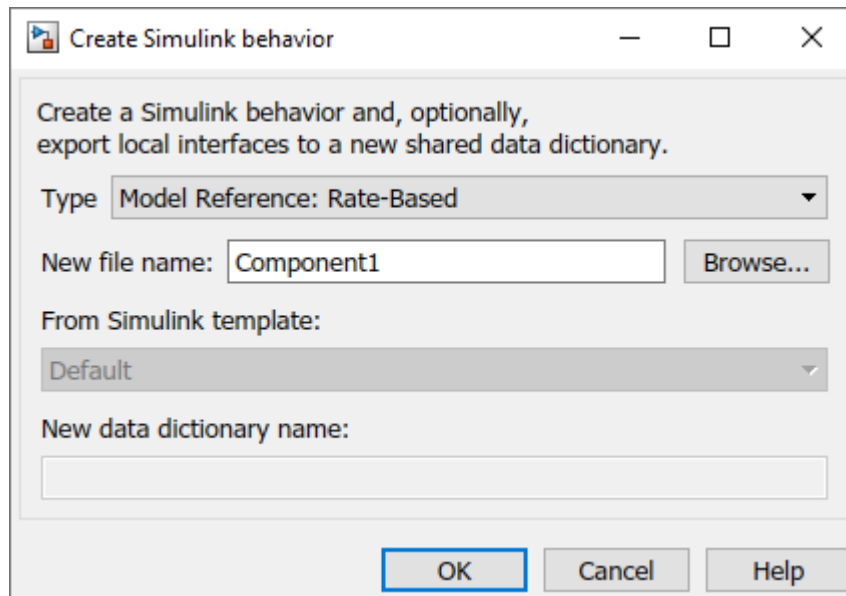 Create Simulink behavior
Create a Simulink behavior and, optionally,
export local interfaces to a new shared data dictionary.
Type Model Reference: Rate-Based
New file name: Component1 Browse...
From Simulink template:
Default
New data dictionary name:
OK Cancel Help